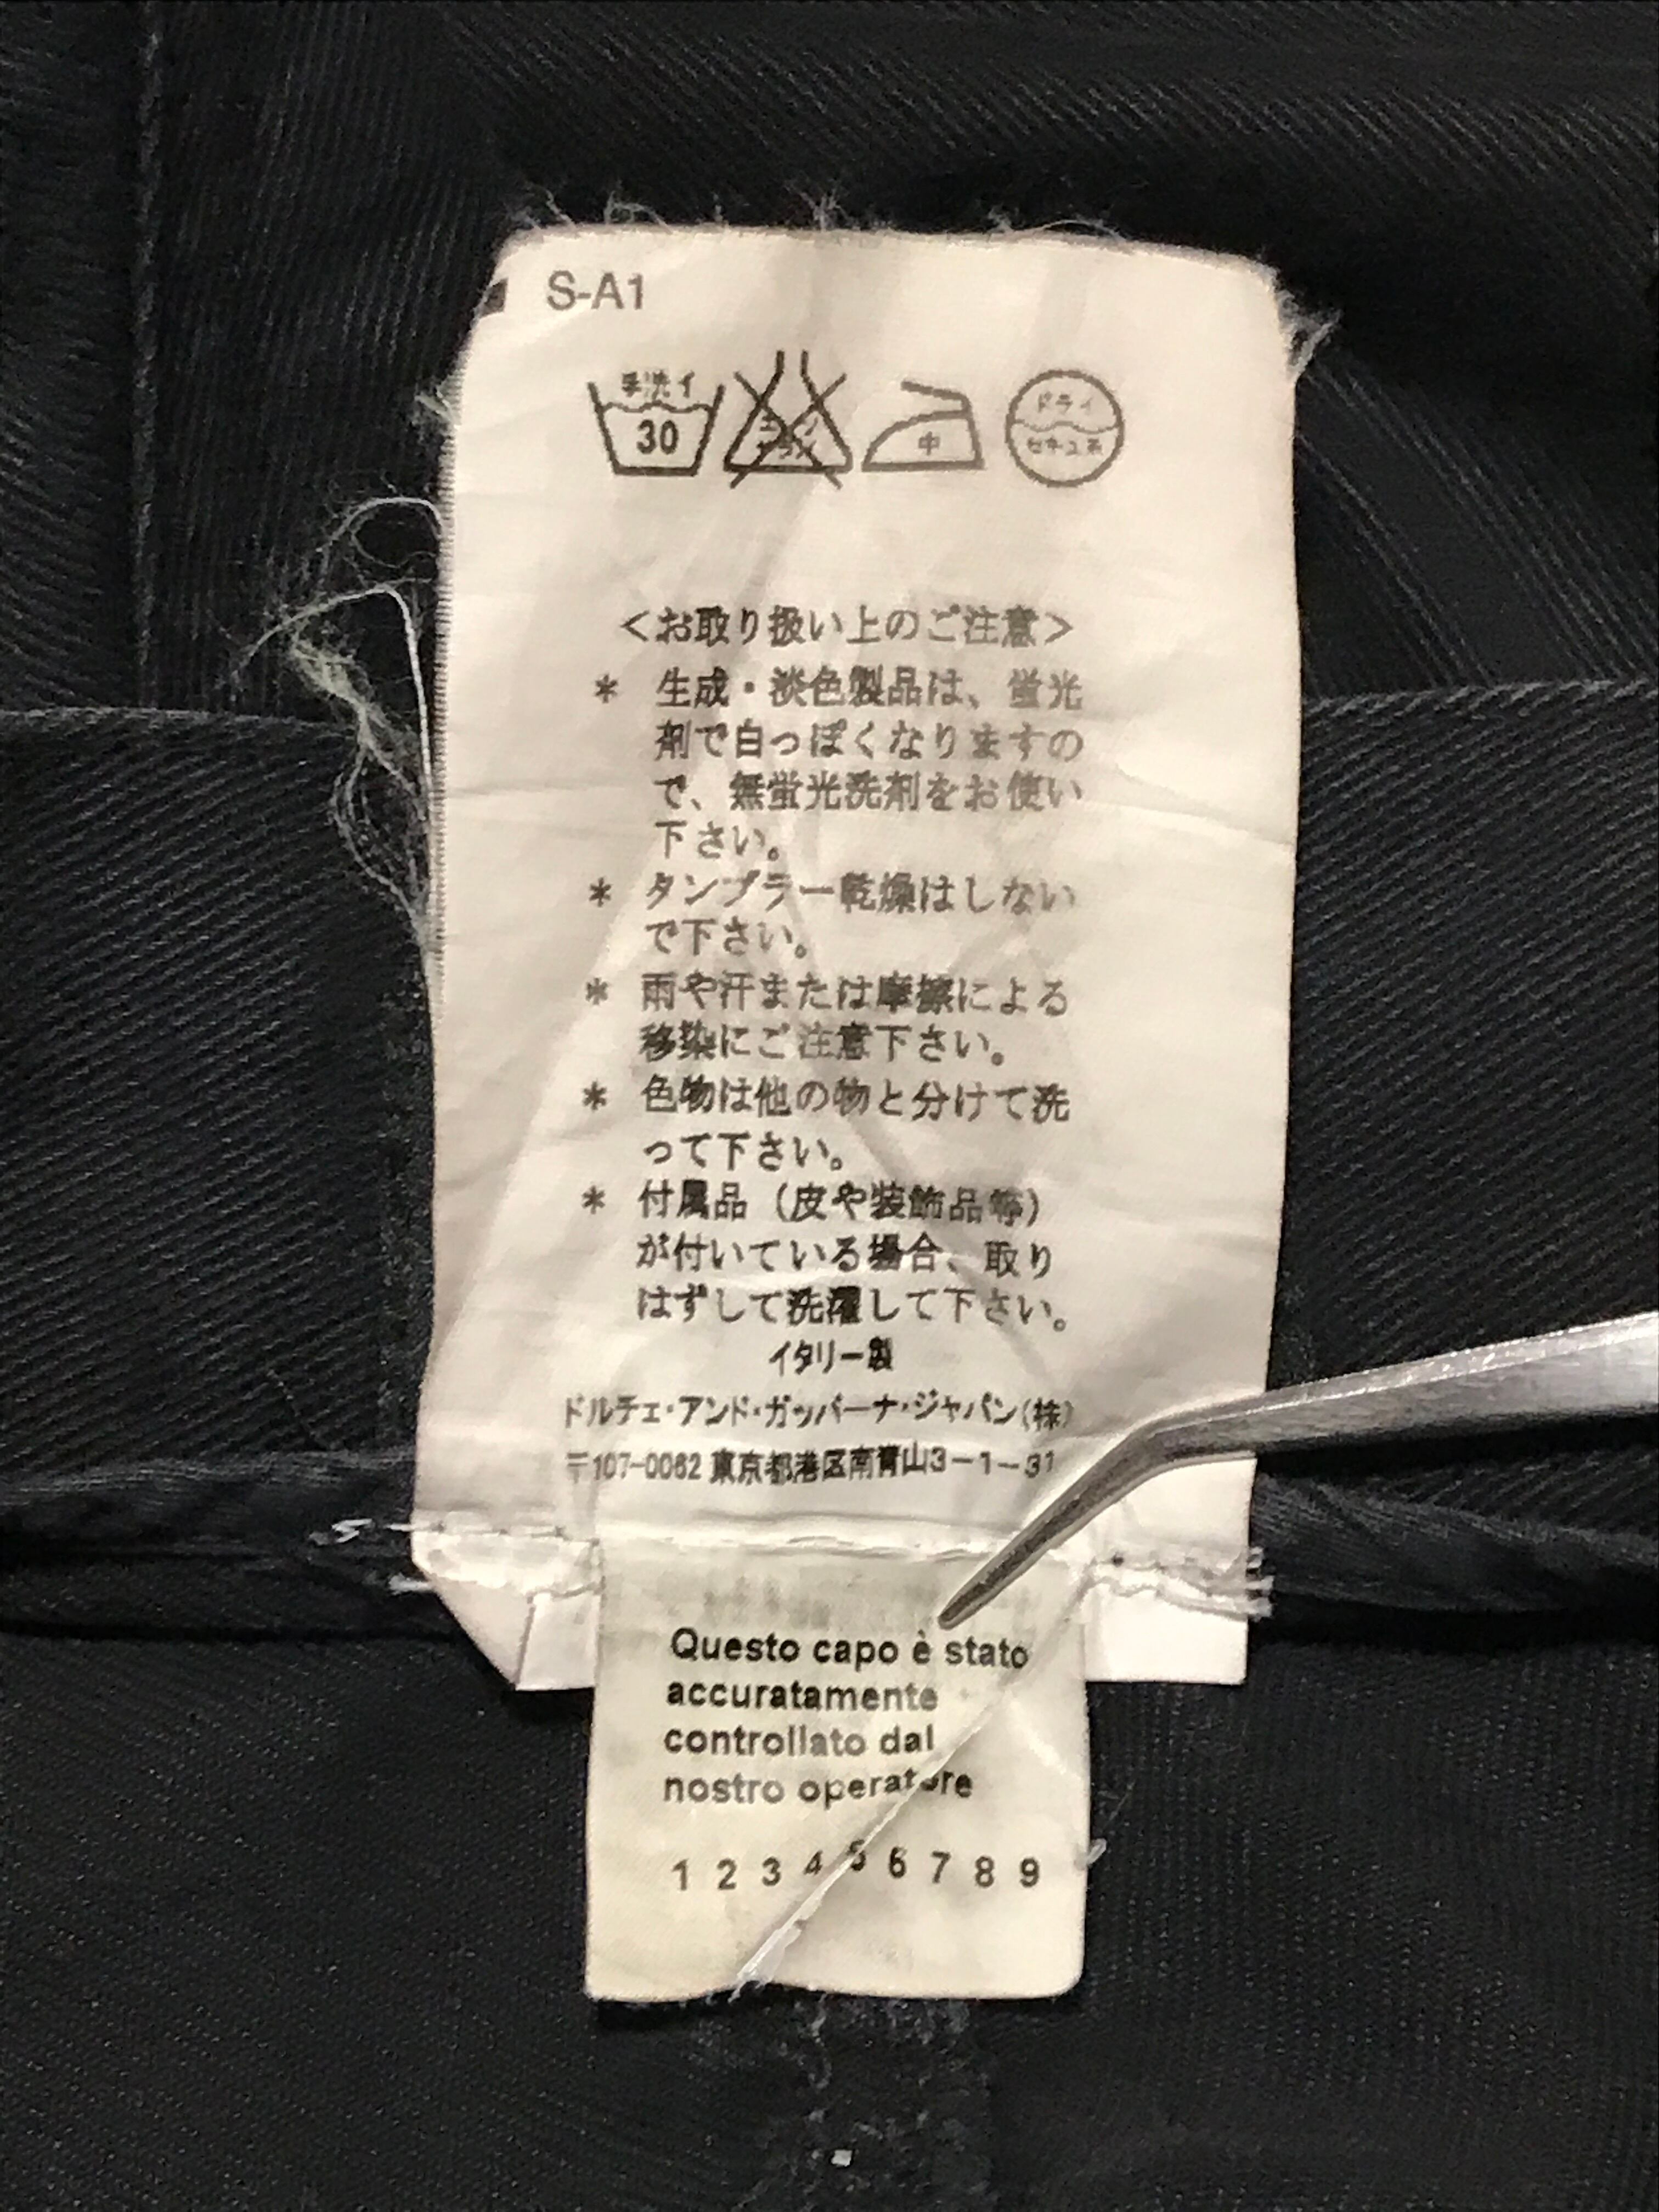 S-A1
手洗イ
30
エンソ
サラシ
中
ドライ
セキユ系
＜お取り扱い上のご注意＞
＊ 生成・淡色製品は、蛍光
剤で白っぽくなりますの
で、無蛍光洗剤をお使い
下さい。
＊ タンブラー乾燥はしない
で下さい。
＊ 雨や汗または摩擦による
移染にご注意下さい。
＊ 色物は他の物と分けて洗
って下さい。
＊ 付属品（皮や装飾品等）
が付いている場合、取り
はずして洗濯して下さい。
イタリー製
ドルチェ・アンド・ガッバーナ・ジャパン(株)
〒107-0062 東京都港区南青山3-1-31
Questo capo è stato
accuratamente
controllato dal
nostro operatore
1 2 3 4 5 6 7 8 9